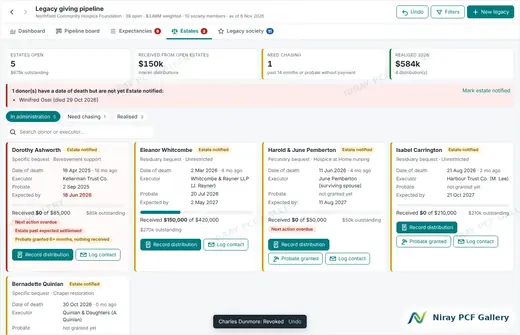 Legacy giving pipeline
Northfield Community Hospice Foundation · 28 open · $3.88M weighted · 10 society members · as of 6 Nov 2026
Undo
Filters
+ New legacy
Dashboard
Pipeline board
Expectancies
Estates
Legacy society
ESTATES OPEN
5
$975k outstanding
RECEIVED FROM OPEN ESTATES
$150k
interim distributions
NEED CHASING
1
past 14 months or probate without payment
REALISED 2026
$584k
4 distribution(s)
1 donor(s) have a date of death but are not yet Estate notified:
• Winifred Osei (died 29 Oct 2026)
Mark estate notified
In administration 5
Need chasing 1
Realised 3
Search donor or executor...
Dorothy Ashworth Estate notified
Specific bequest · Bereavement support
Date of death 18 Apr 2025 · 18 mo ago
Executor Ketterman Trust Co.
Probate 2 Sep 2025
Expected by 18 Jun 2026
Received $0 of $85,000 $85k outstanding
Next action overdue
Estate past expected settlement
Probate granted 6+ months, nothing received
Record distribution
Log contact
Eleanor Whitcombe Estate notified
Residuary bequest · Unrestricted
Date of death 2 Mar 2026 · 8 mo ago
Executor Whitcombe & Rayner LLP (J. Rayner)
Probate 20 Jul 2026
Expected by 2 May 2027
Received $150,000 of $420,000
$270k outstanding
Record distribution
Log contact
Harold & June Pemberton Estate notified
Pecuniary bequest · Hospice at Home nursing
Date of death 11 Jun 2026 · 4 mo ago
Executor June Pemberton (surviving spouse)
Probate not granted yet
Expected by 11 Aug 2027
Received $0 of $50,000 $50k outstanding
Next action overdue
Record distribution
Probate granted
Log contact
Isabel Carrington Estate notified
Residuary bequest · Unrestricted
Date of death 21 Aug 2026 · 2 mo ago
Executor Harbour Trust Co. (M. Lee)
Probate not granted yet
Expected by 21 Oct 2027
Received $0 of $210,000 $210k outstanding
Record distribution
Probate granted
Log contact
Bernadette Quinlan Estate notified
Specific bequest · Chapel restoration
Date of death 30 Oct 2026 · 0 mo ago
Executor Quinlan & Daughters (A. Quinlan)
Probate not granted yet
Charles Dunmore: Revoked Undo
Niray PCF Gallery